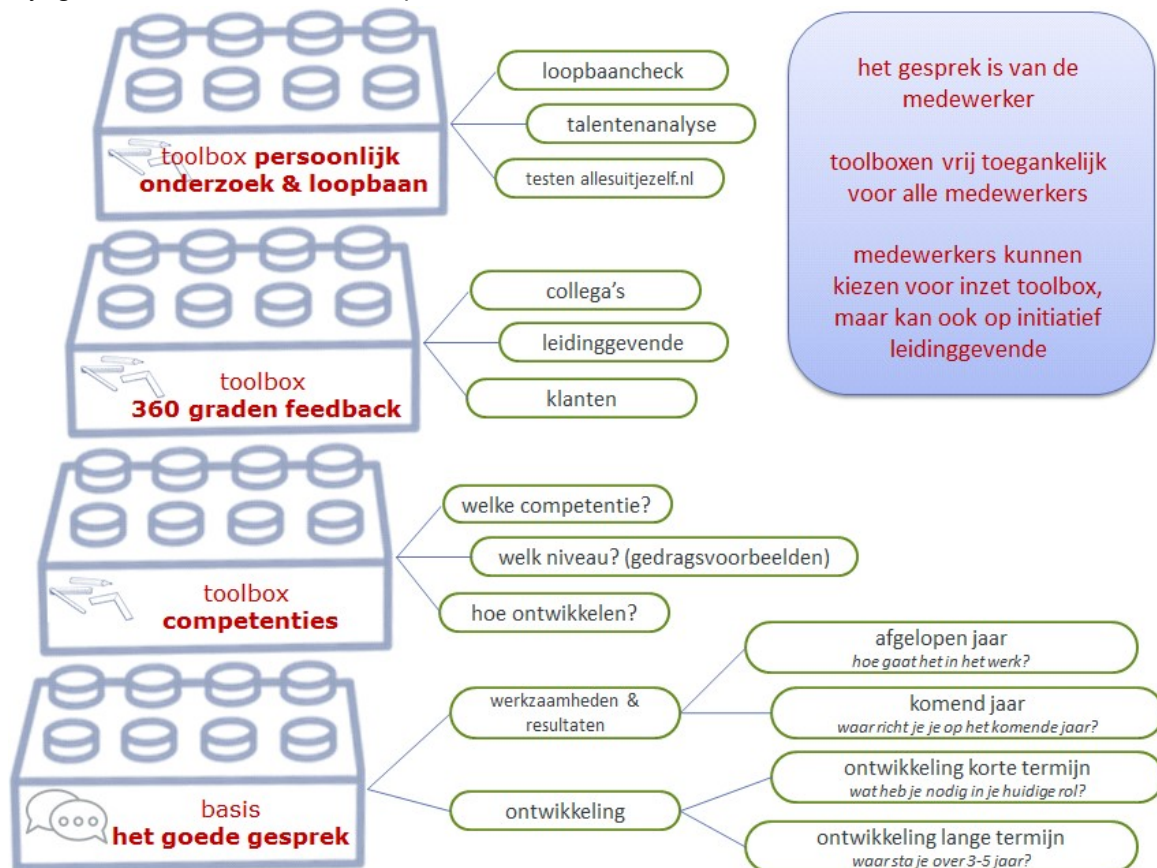 loopbaancheck
talentenanalyse
testen allesuitjezelf.nl
toolbox persoonlijk
onderzoek & loopbaan
het gesprek is van de
medewerker
toolboxen vrij toegankelijk
voor alle medewerkers
medewerkers kunnen
kiezen voor inzet toolbox,
maar kan ook op initiatief
leidinggevende
collega's
leidinggevende
klanten
toolbox
360 graden feedback
welke competentie?
welk niveau? (gedragsvoorbeelden)
hoe ontwikkelen?
toolbox
competenties
afgelopen jaar
hoe gaat het in het werk?
werkzaamheden &
resultaten
komend jaar
waar richt je je op het komende jaar?
ontwikkeling
ontwikkeling korte termijn
wat heb je nodig in je huidige rol?
ontwikkeling lange termijn
waar sta je over 3-5 jaar?
basis
het goede gesprek